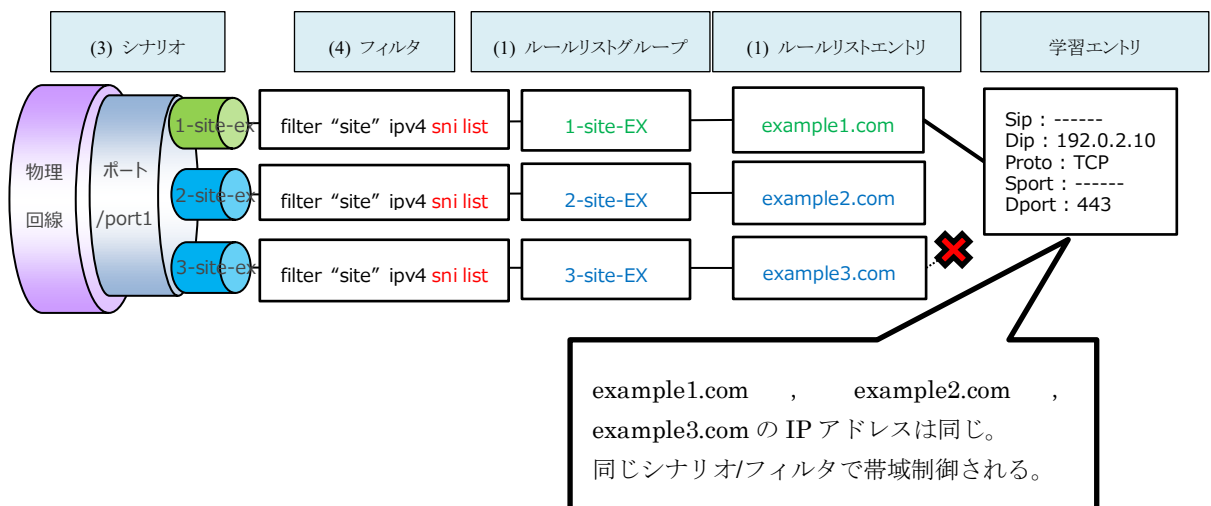 (3) シナリオ
(4) フィルタ
(1) ルールリストグループ
(1) ルールリストエントリ
学習エントリ
物理
回線
ポート
/port1
1-site-ex
filter “site” ipv4 sni list
1-site-EX
example1.com
2-site-ex
filter “site” ipv4 sni list
2-site-EX
example2.com
3-site-ex
filter “site” ipv4 sni list
3-site-EX
example3.com
Sip : ------
Dip : 192.0.2.10
Proto : TCP
Sport : ------
Dport : 443
example1.com , example2.com ,
example3.com の IP アドレスは同じ。
同じシナリオ/フィルタで帯域制御される。